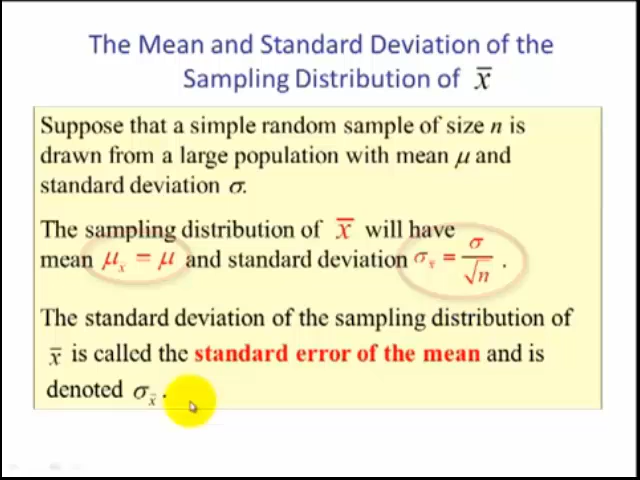 The Mean and Standard Deviation of the
Sampling Distribution of x̄
Suppose that a simple random sample of size n is
drawn from a large population with mean μ and
standard deviation σ.
The sampling distribution of x̄ will have
mean μₓ̄ = μ and standard deviation σₓ̄ = σ/√n .
The standard deviation of the sampling distribution of
x̄ is called the standard error of the mean and is
denoted σₓ̄ .